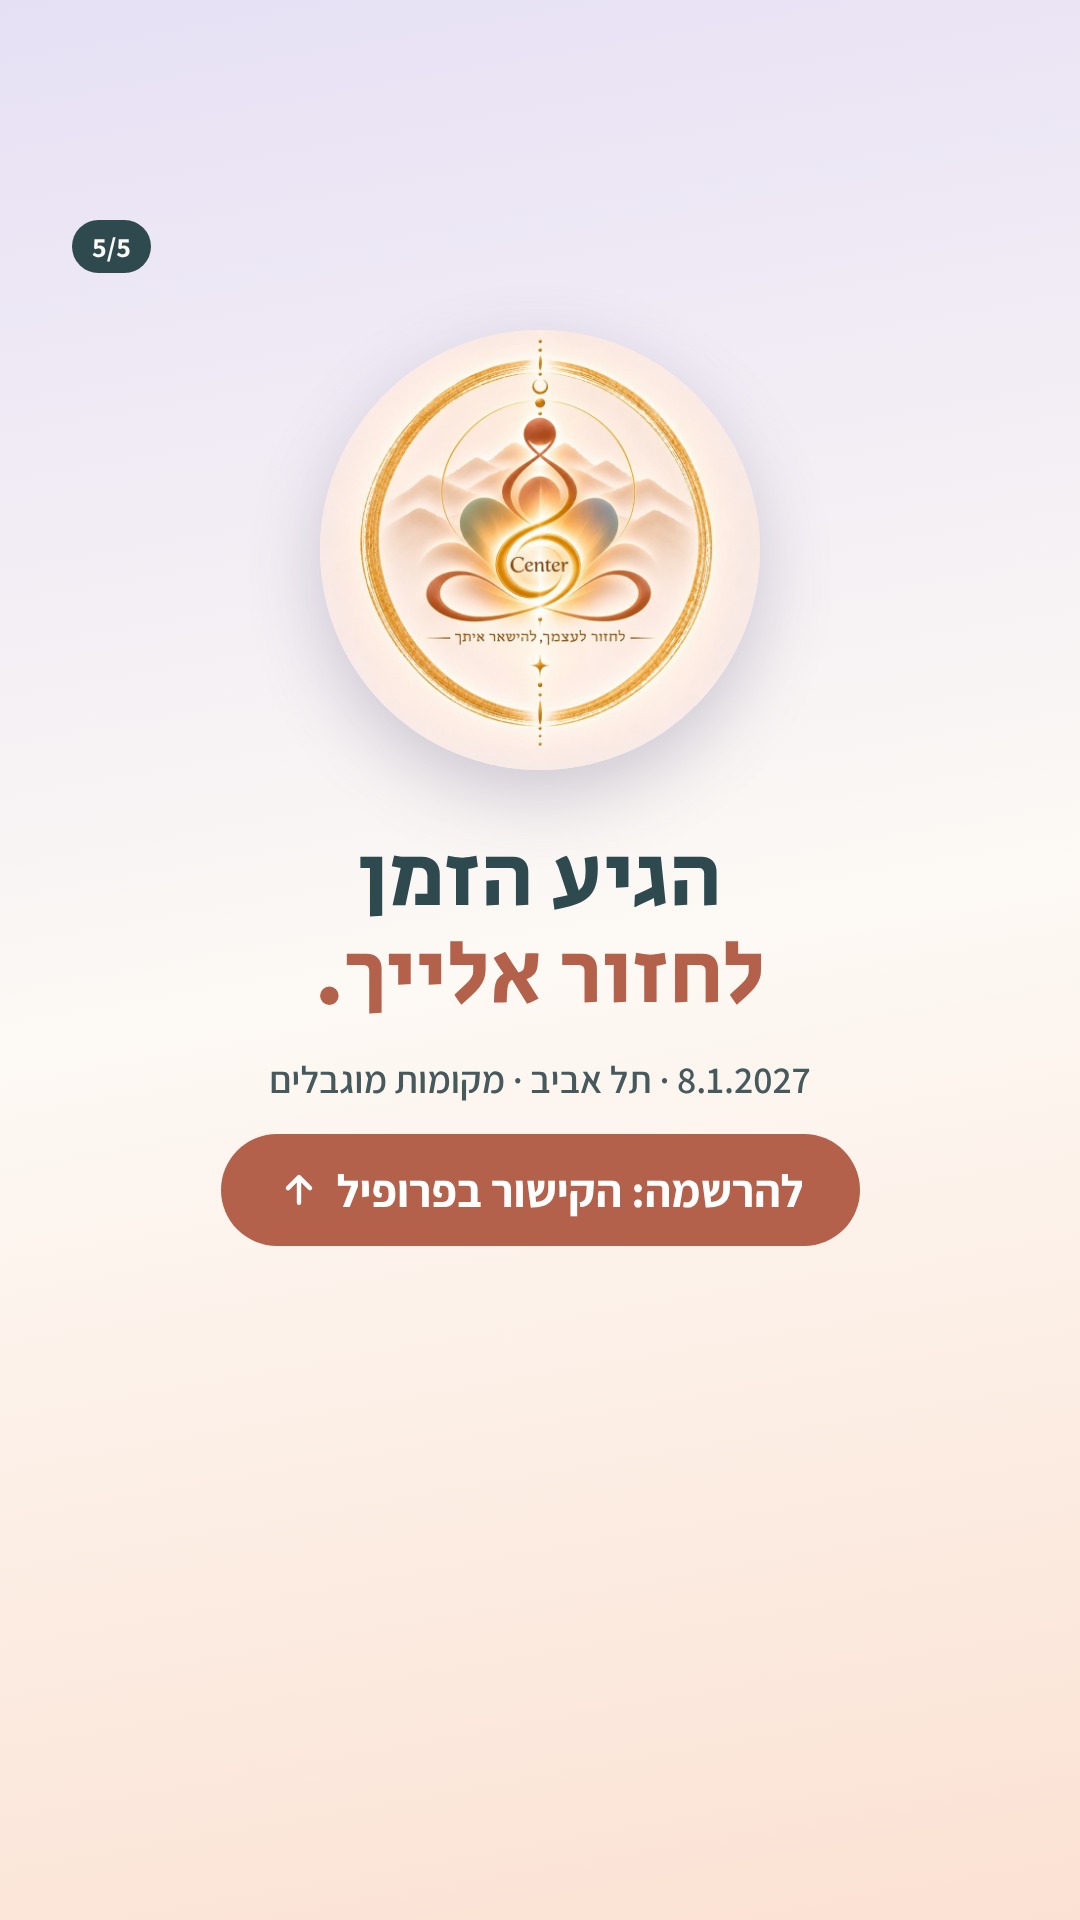 5/5
Center
לחזור לעצמך, להישאר איתך
הגיע הזמן
לחזור אלייך.
8.1.2027 · תל אביב · מקומות מוגבלים
להרשמה: הקישור בפרופיל ↑